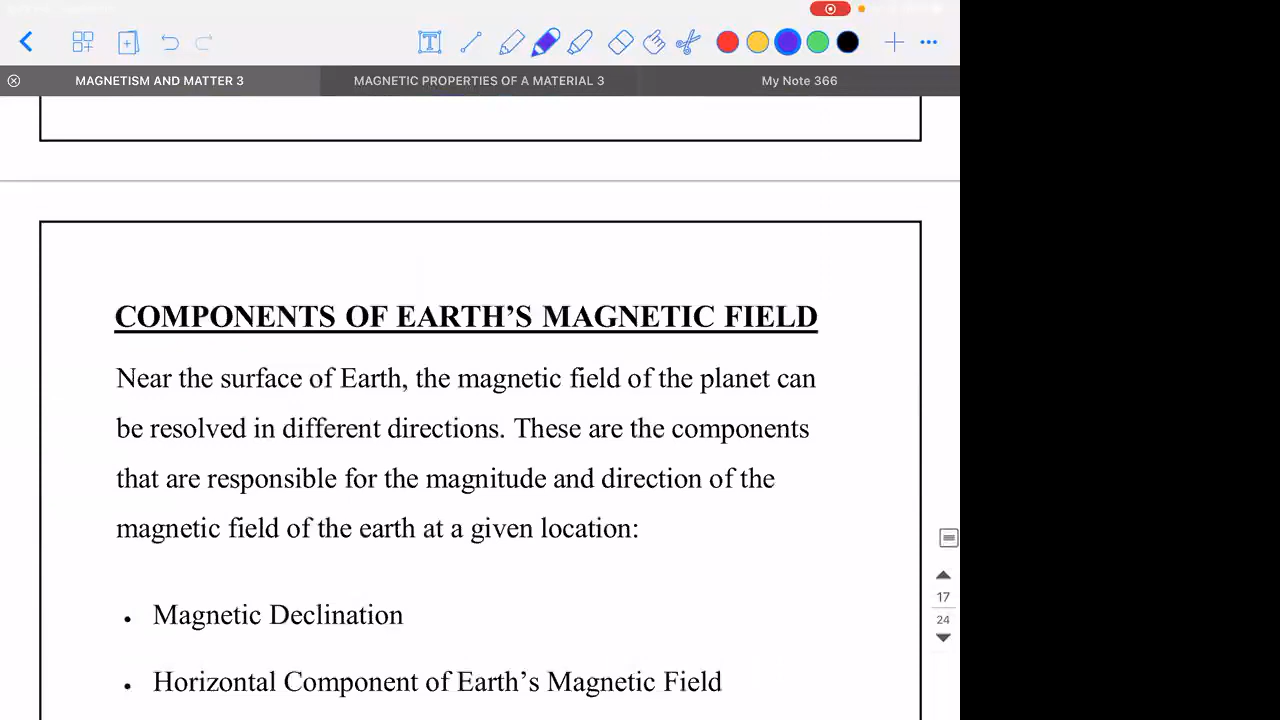 MAGNETISM AND MATTER 3
MAGNETIC PROPERTIES OF A MATERIAL 3
My Note 366
COMPONENTS OF EARTH’S MAGNETIC FIELD
Near the surface of Earth, the magnetic field of the planet can
be resolved in different directions. These are the components
that are responsible for the magnitude and direction of the
magnetic field of the earth at a given location:
• Magnetic Declination
• Horizontal Component of Earth’s Magnetic Field
17
24